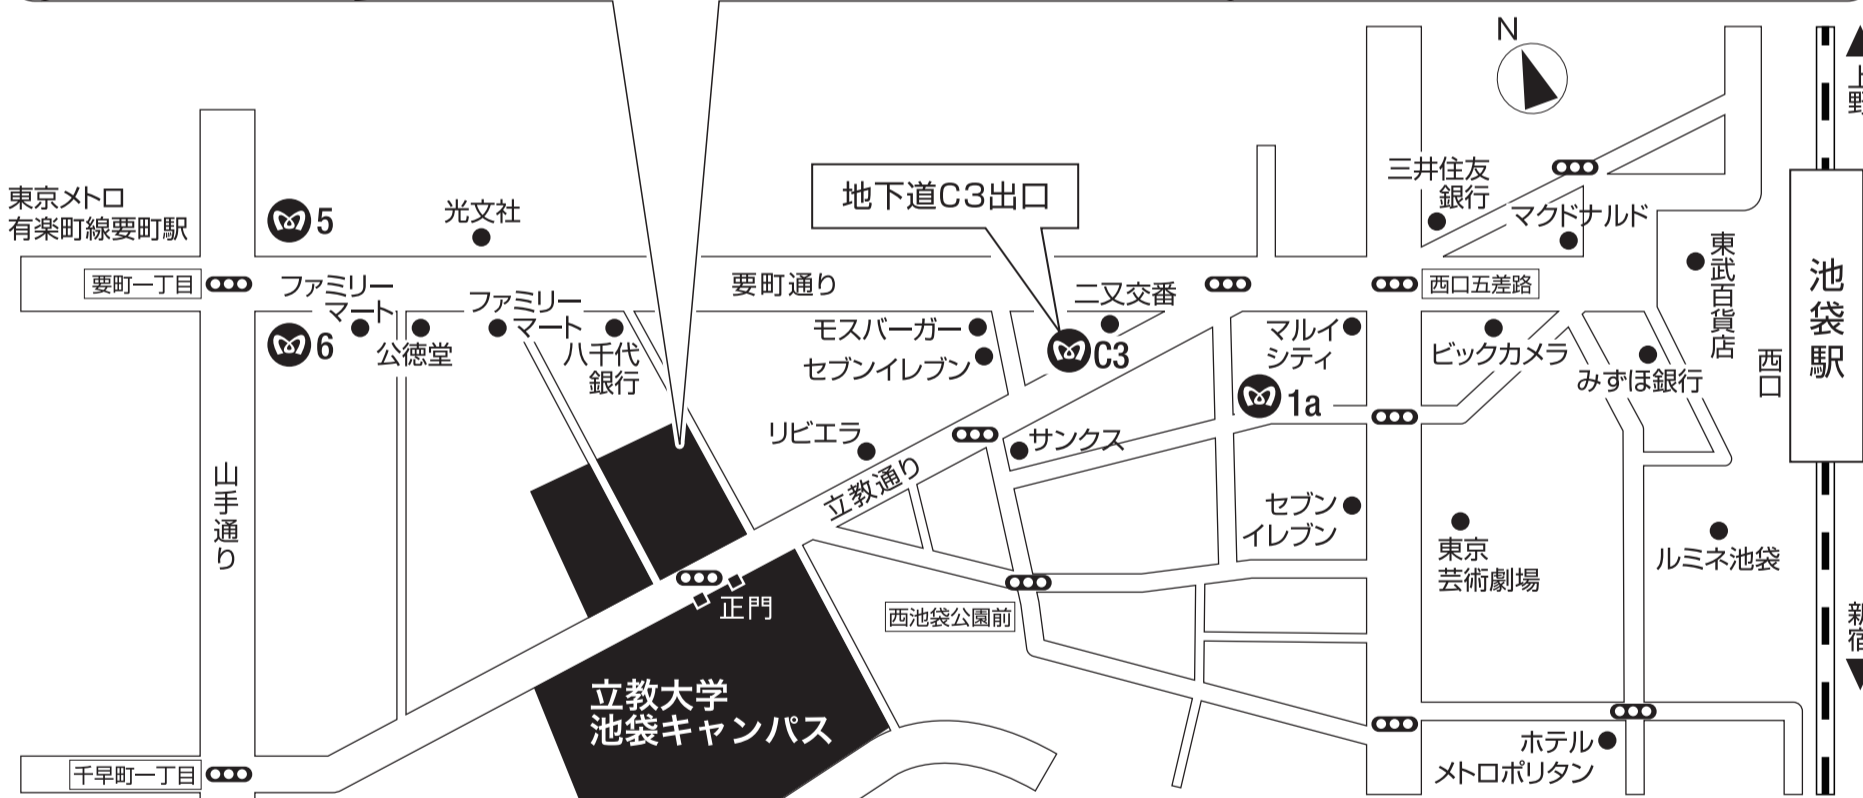 N
上野
三井住友
銀行
マクドナルド
東京メトロ
有楽町線要町駅
5
光文社
地下道C3出口
東武百貨店
池袋駅
西口
要町一丁目
ファミリー
マート
ファミリー
マート
要町通り
二又交番
西口五差路
6
公徳堂
八千代
銀行
モスバーガー
セブンイレブン
C3
マルイ
シティ
1a
ビックカメラ
みずほ銀行
リビエラ
サンクス
立教通り
山手通り
セブン
イレブン
東京
芸術劇場
ルミネ池袋
正門
西池袋公園前
新宿
立教大学
池袋キャンパス
ホテル
メトロポリタン
千早町一丁目